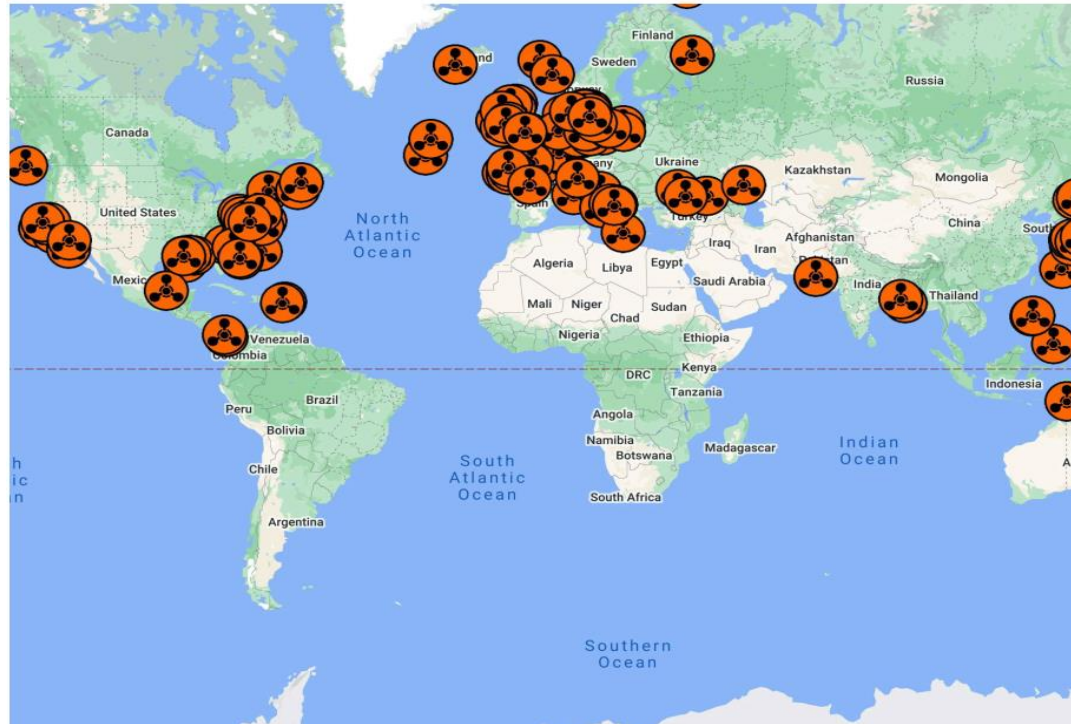 Finland
Sweden
Russia
Canada
Ukraine
Kazakhstan
Mongolia
United States
Spain
Turkey
China
North
Atlantic
Ocean
Iraq
Iran
Afghanistan
Algeria
Libya
Egypt
Saudi Arabia
India
Thailand
Mali
Niger
Sudan
Chad
Nigeria
Ethiopia
Venezuela
Colombia
Kenya
DRC
Tanzania
Indonesia
Peru
Brazil
Angola
Bolivia
Namibia
Madagascar
Botswana
Indian
Ocean
Chile
South
Atlantic
Ocean
South Africa
Argentina
Southern
Ocean